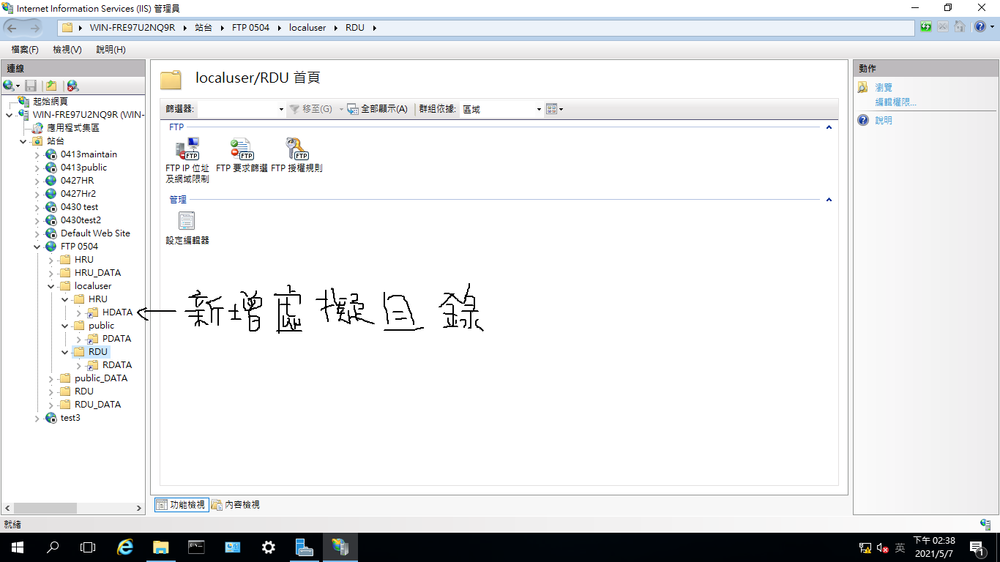 Internet Information Services (IIS) 管理員
WIN-FRE97U2NQ9R 站台 FTP 0504 localuser RDU
檔案(F) 檢視(V) 說明(H)
連線
起始網頁
WIN-FRE97U2NQ9R (WIN-
應用程式集區
站台
0413maintain
0413public
0427HR
0427Hr2
0430 test
0430test2
Default Web Site
FTP 0504
HRU
HRU_DATA
localuser
HRU
HDATA
public
PDATA
RDU
RDATA
public_DATA
RDU
RDU_DATA
test3
localuser/RDU 首頁
篩選器: 移至(G) 全部顯示(A) 群組依據: 區域
FTP
FTP IP 位址及網域限制 FTP 要求篩選 FTP 授權規則
管理
設定編輯器
新增虛擬目錄
功能檢視 內容檢視
動作
瀏覽
編輯權限...
說明
就緒
英
下午 02:38
2021/5/7
1